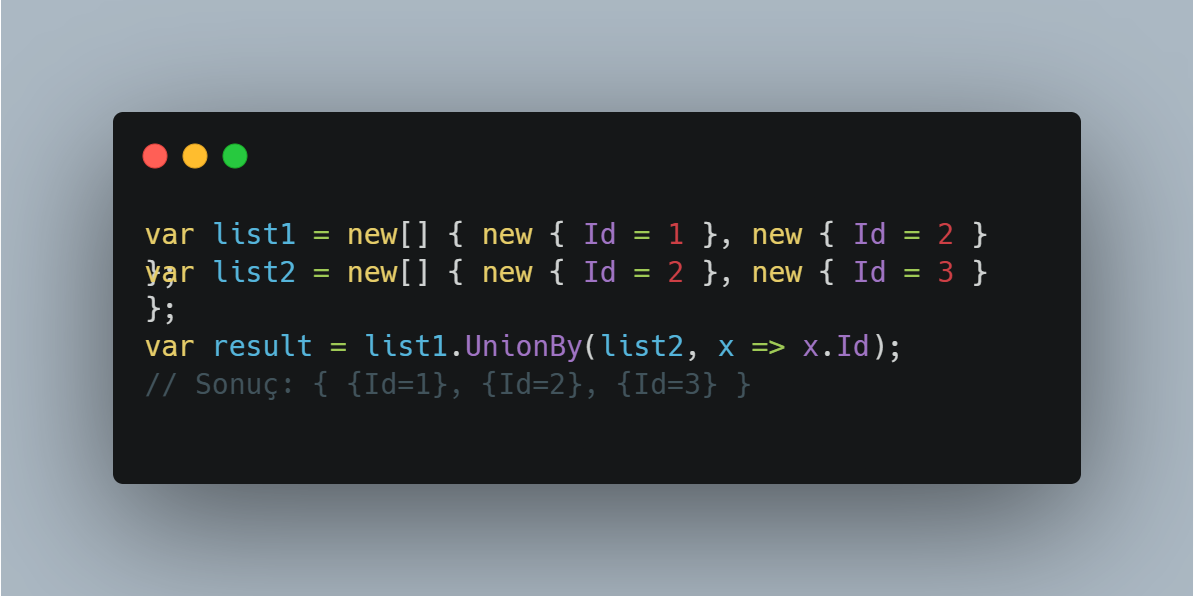 var list1 = new[] { new { Id = 1 }, new { Id = 2 }
};
var list2 = new[] { new { Id = 2 }, new { Id = 3 }
};
var result = list1.UnionBy(list2, x => x.Id);
// Sonuç: { {Id=1}, {Id=2}, {Id=3} }